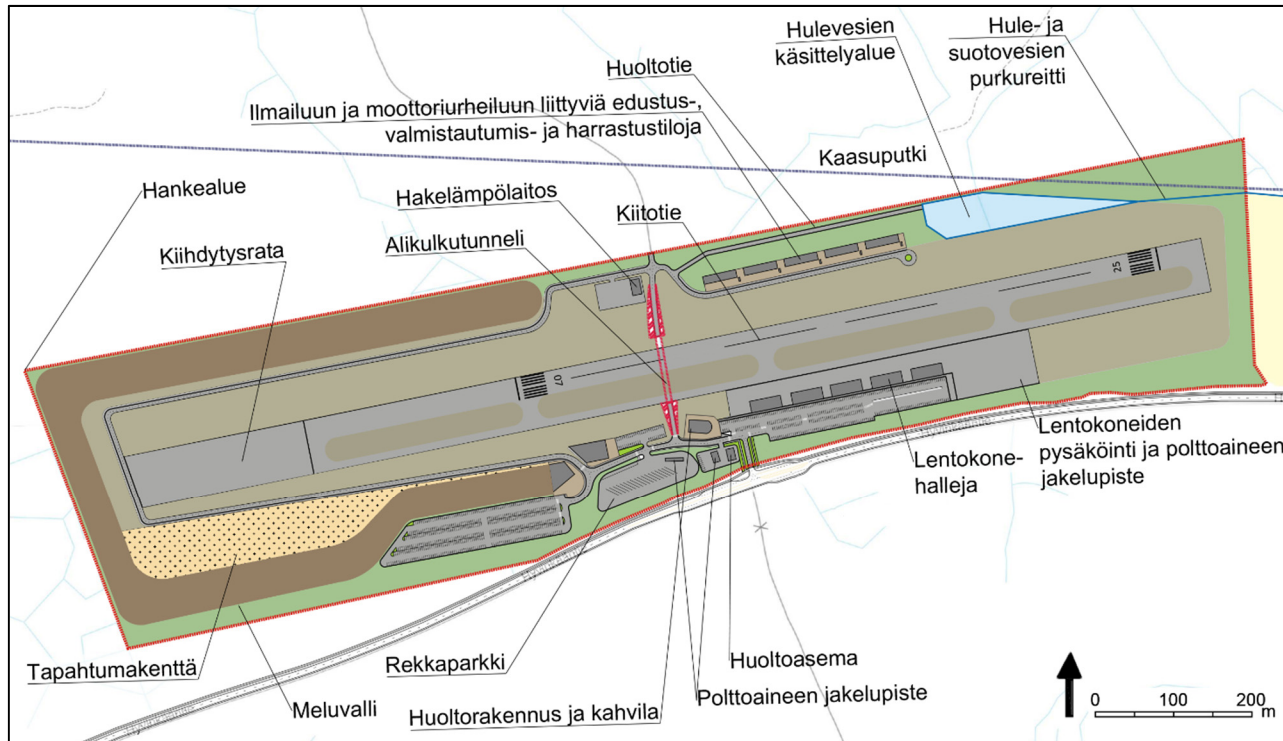 Hulevesien
käsittelyalue
Hule- ja
suotovesien
purkureitti
Huoltotie
Ilmailuun ja moottoriurheiluun liittyviä edustus-,
valmistautumis- ja harrastustiloja
Kaasuputki
Hankealue
Hakelämpölaitos
Kiitotie
Alikulkutunneli
Kiihdytysrata
25
07
Lentokoneiden
pysäköinti ja polttoaineen
jakelupiste
Lentokone-
halleja
Tapahtumakenttä
Rekkaparkki
Huoltoasema
Meluvalli
Polttoaineen jakelupiste
Huoltorakennus ja kahvila
0 100 200
m